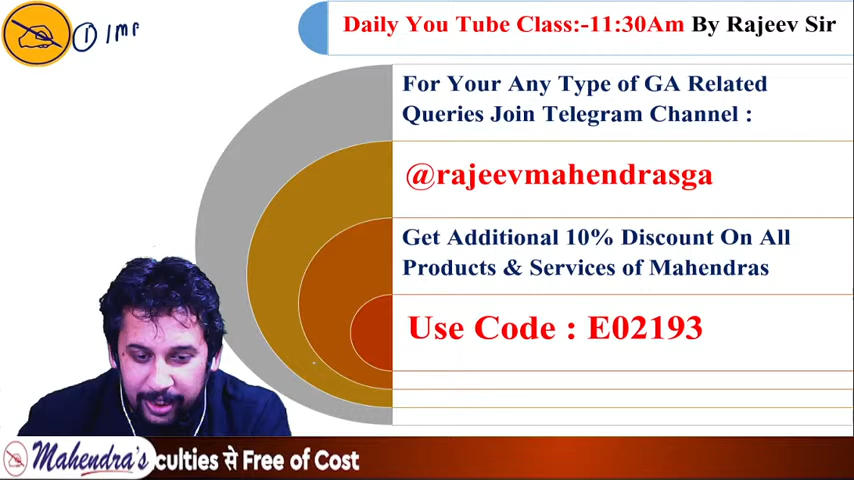 ① IMP
Daily You Tube Class:-11:30Am By Rajeev Sir
For Your Any Type of GA Related
Queries Join Telegram Channel :
@rajeevmahendrasga
Get Additional 10% Discount On All
Products & Services of Mahendras
Use Code : E02193
Mahendra's culties से Free of Cost